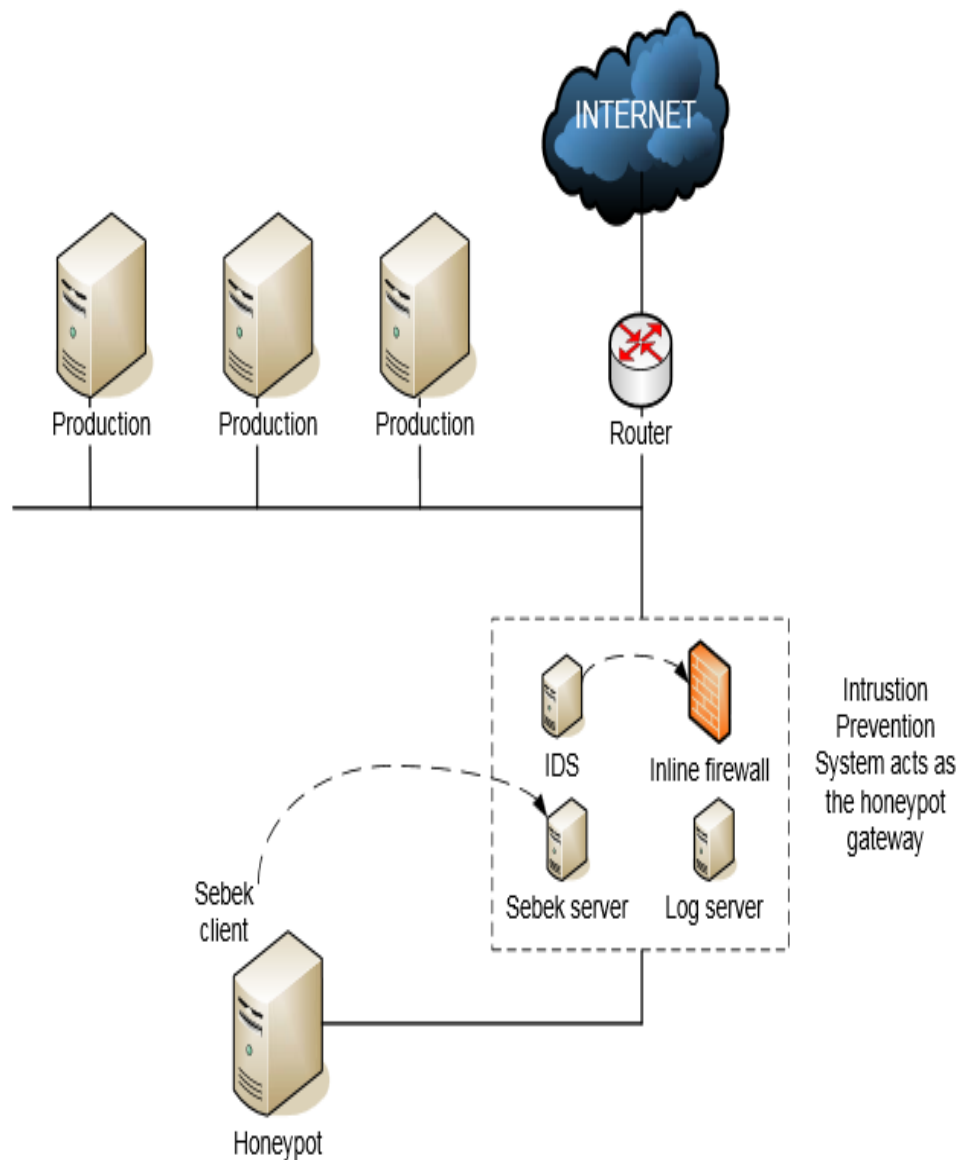 INTERNET
Production
Production
Production
Router
IDS
Inline firewall
Sebek server
Log server
Intrustion
Prevention
System acts as
the honeypot
gateway
Sebek
client
Honeypot